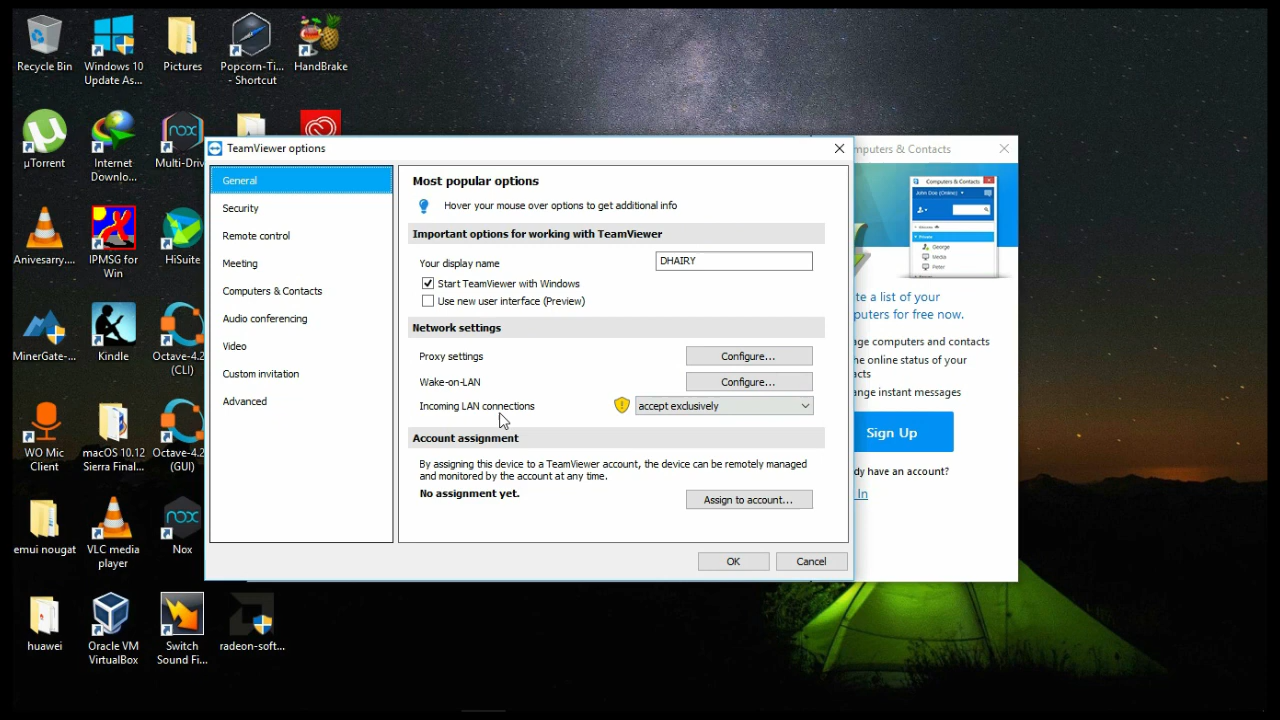 Recycle Bin
Windows 10
Update As...
Pictures
Popcorn-Ti...
- Shortcut
HandBrake
µTorrent
Internet
Downlo...
Multi-Driv
Anivesarry....
IPMSG for
Win
HiSuite
MinerGate-...
Kindle
Octave-4.2
(CLI)
WO Mic
Client
macOS 10.12
Sierra Final...
Octave-4.2
(GUI)
emui nougat
VLC media
player
Nox
huawei
Oracle VM
VirtualBox
Switch
Sound Fi...
radeon-soft...
TeamViewer options
General
Security
Remote control
Meeting
Computers & Contacts
Audio conferencing
Video
Custom invitation
Advanced
Most popular options
Hover your mouse over options to get additional info
Important options for working with TeamViewer
Your display name
DHAIRY
Start TeamViewer with Windows
Use new user interface (Preview)
Network settings
Proxy settings
Configure...
Wake-on-LAN
Configure...
Incoming LAN connections
accept exclusively
Account assignment
By assigning this device to a TeamViewer account, the device can be remotely managed
and monitored by the account at any time.
No assignment yet.
Assign to account...
OK
Cancel
mputers & Contacts
Computers & Contacts
John Doe (Online)
George
Media
Peter
te a list of your
puters for free now.
age computers and contacts
he online status of your
acts
ange instant messages
Sign Up
dy have an account?
In